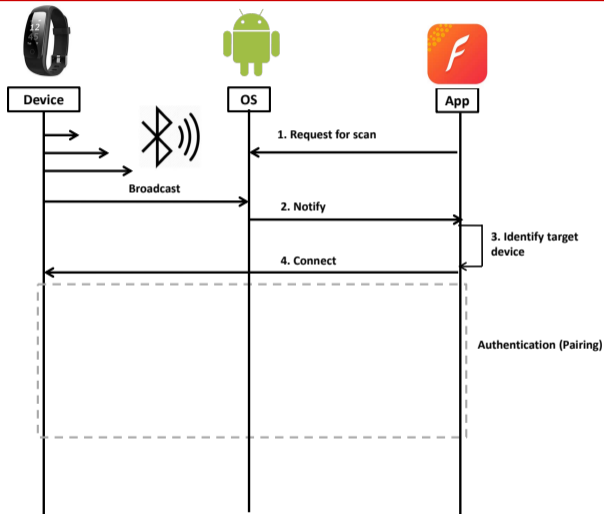 Device
OS
App
1. Request for scan
Broadcast
2. Notify
3. Identify target
device
4. Connect
Authentication (Pairing)